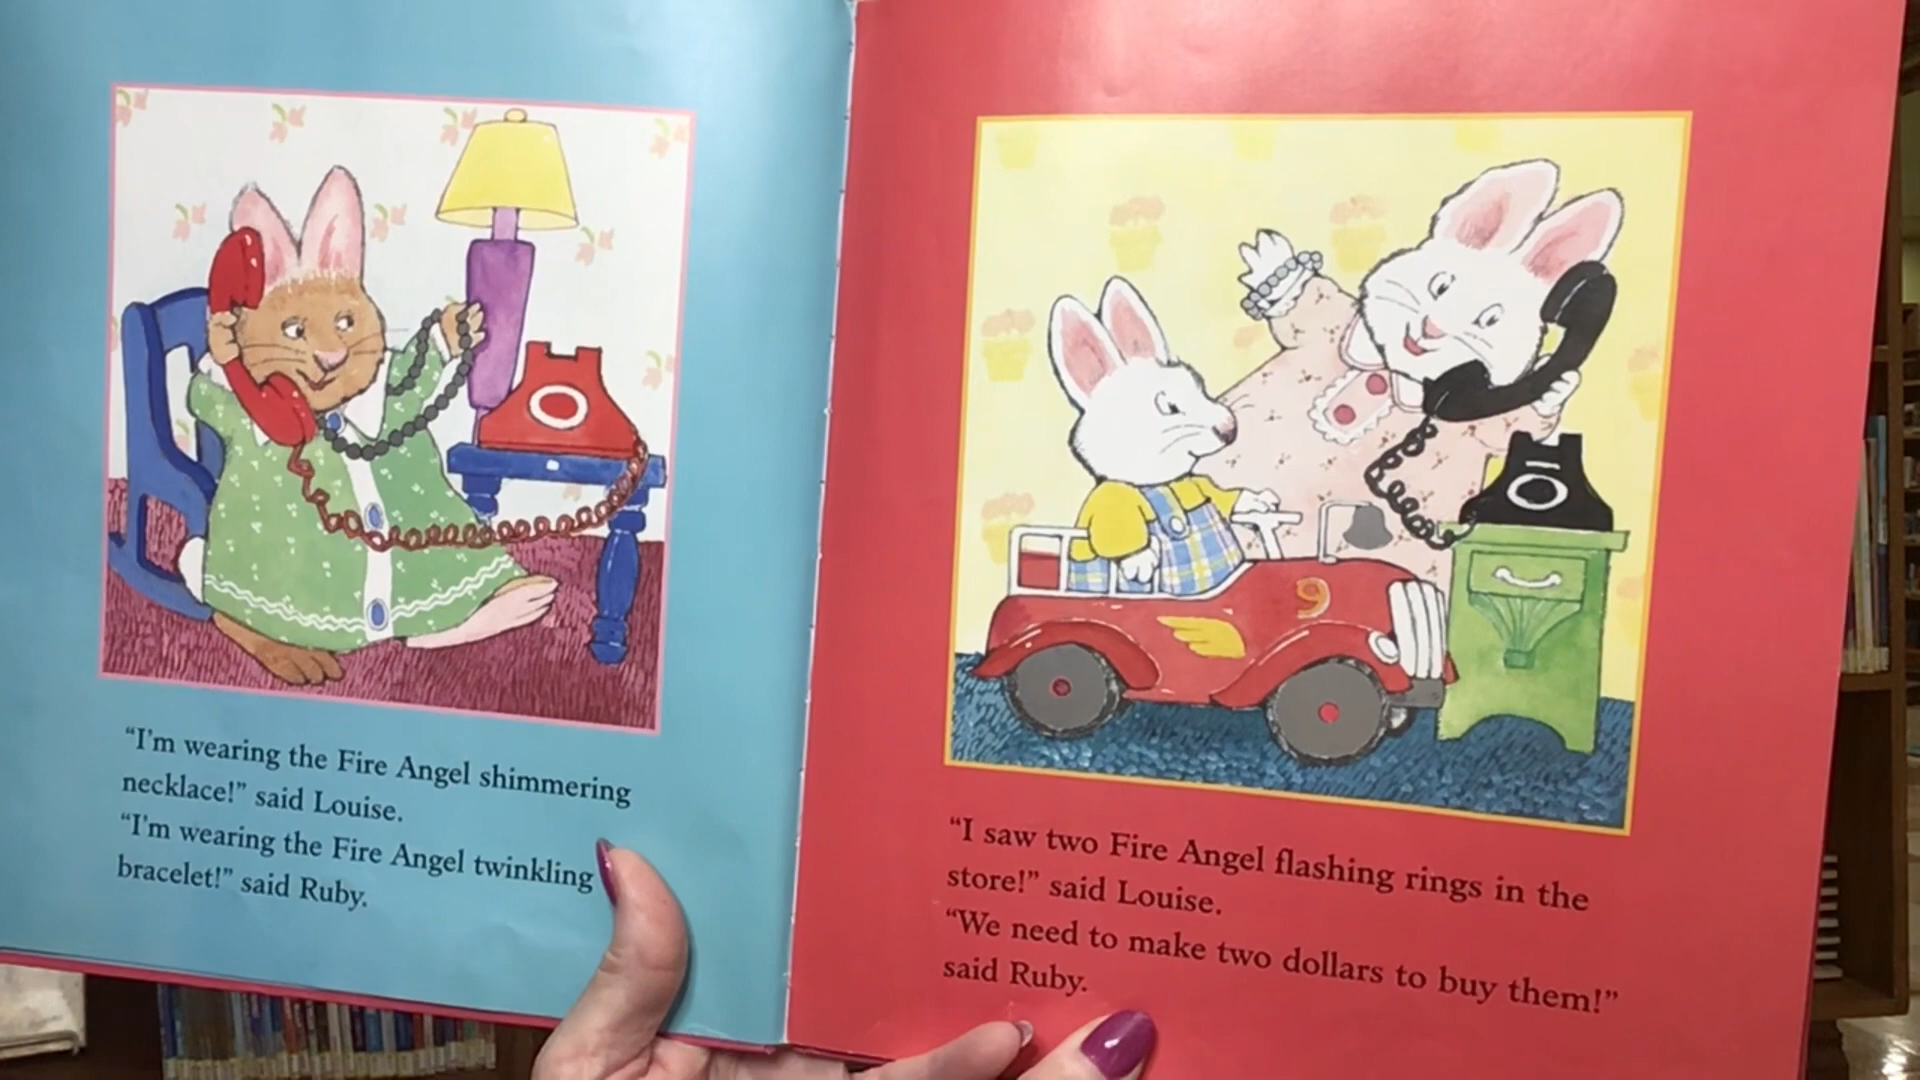 “I’m wearing the Fire Angel shimmering
necklace!” said Louise.
“I’m wearing the Fire Angel twinkling
bracelet!” said Ruby.
9
“I saw two Fire Angel flashing rings in the
store!” said Louise.
“We need to make two dollars to buy them!”
said Ruby.